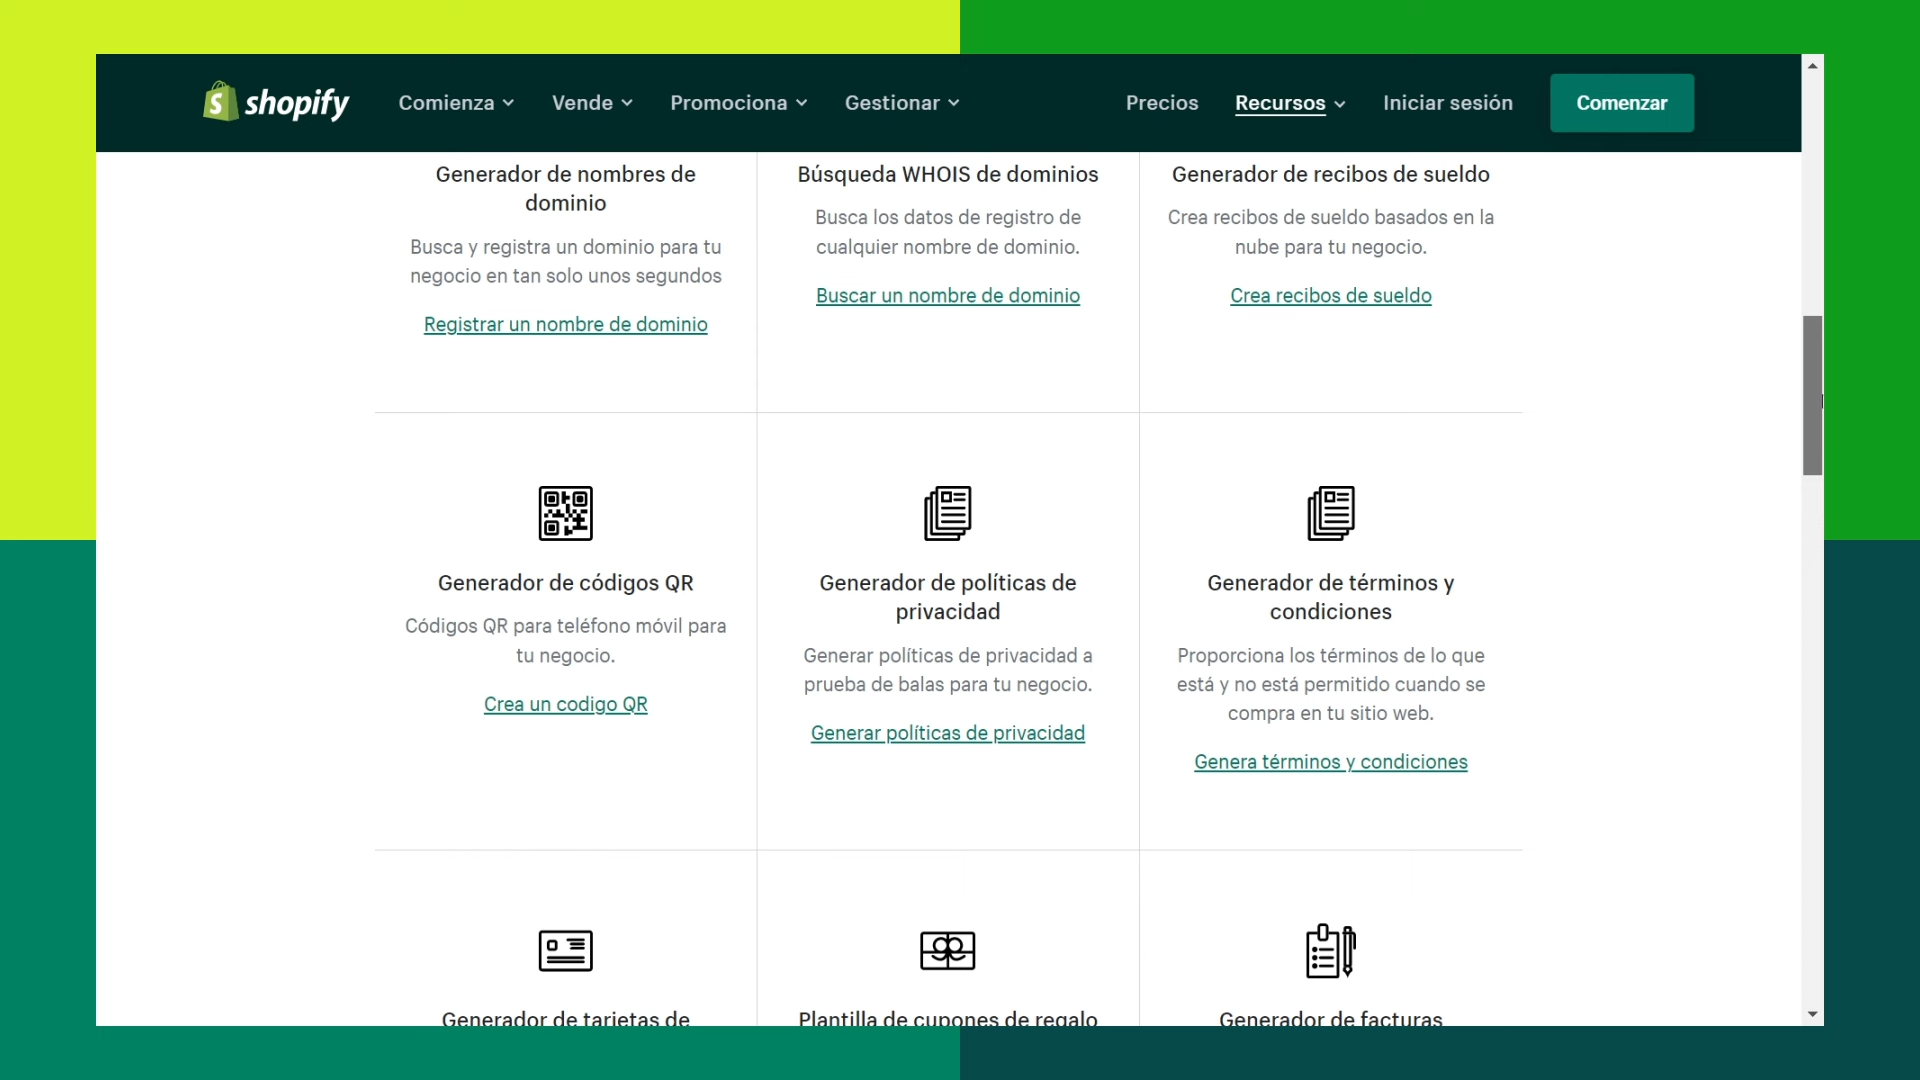 shopify
Comienza
Vende
Promociona
Gestionar
Precios
Recursos
Iniciar sesión
Comenzar
Generador de nombres de
dominio
Busca y registra un dominio para tu
negocio en tan solo unos segundos
Registrar un nombre de dominio
Búsqueda WHOIS de dominios
Busca los datos de registro de
cualquier nombre de dominio.
Buscar un nombre de dominio
Generador de recibos de sueldo
Crea recibos de sueldo basados en la
nube para tu negocio.
Crea recibos de sueldo
Generador de códigos QR
Códigos QR para teléfono móvil para
tu negocio.
Crea un codigo QR
Generador de políticas de
privacidad
Generar políticas de privacidad a
prueba de balas para tu negocio.
Generar políticas de privacidad
Generador de términos y
condiciones
Proporciona los términos de lo que
está y no está permitido cuando se
compra en tu sitio web.
Genera términos y condiciones
Generador de tarjetas de
Plantilla de cupones de regalo
Generador de facturas